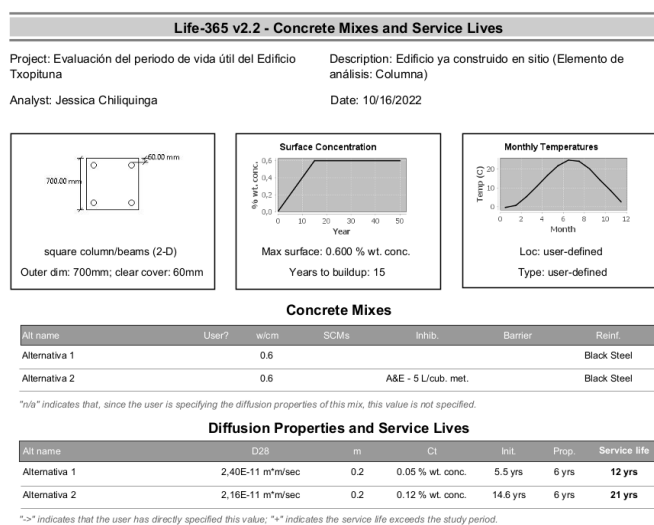 Life-365 v2.2 - Concrete Mixes and Service Lives
Project: Evaluación del periodo de vida útil del Edificio
Txopituna
Description: Edificio ya construido en sitio (Elemento de
análisis: Columna)
Analyst: Jessica Chiliquinga
Date: 10/16/2022
60.00 mm
700.00 mm
square column/beams (2-D)
Outer dim: 700mm; clear cover: 60mm
Surface Concentration
% wt. conc.
0,6
0,4
0,2
0,0
0 10 20 30 40 50
Year
Max surface: 0.600 % wt. conc.
Years to buildup: 15
Monthly Temperatures
Temp (C)
20
10
0
0 2 4 6 8 10 12
Month
Loc: user-defined
Type: user-defined
Concrete Mixes
Alt name User? w/cm SCMs Inhib. Barrier Reinf.
Alternativa 1 0.6 Black Steel
Alternativa 2 0.6 A&E - 5 L/cub. met. Black Steel
"n/a" indicates that, since the user is specifying the diffusion properties of this mix, this value is not specified.
Diffusion Properties and Service Lives
Alt name D28 m Ct Init. Prop. Service life
Alternativa 1 2,40E-11 m*m/sec 0.2 0.05 % wt. conc. 5.5 yrs 6 yrs 12 yrs
Alternativa 2 2,16E-11 m*m/sec 0.2 0.12 % wt. conc. 14.6 yrs 6 yrs 21 yrs
"->" indicates that the user has directly specified this value; "+" indicates the service life exceeds the study period.